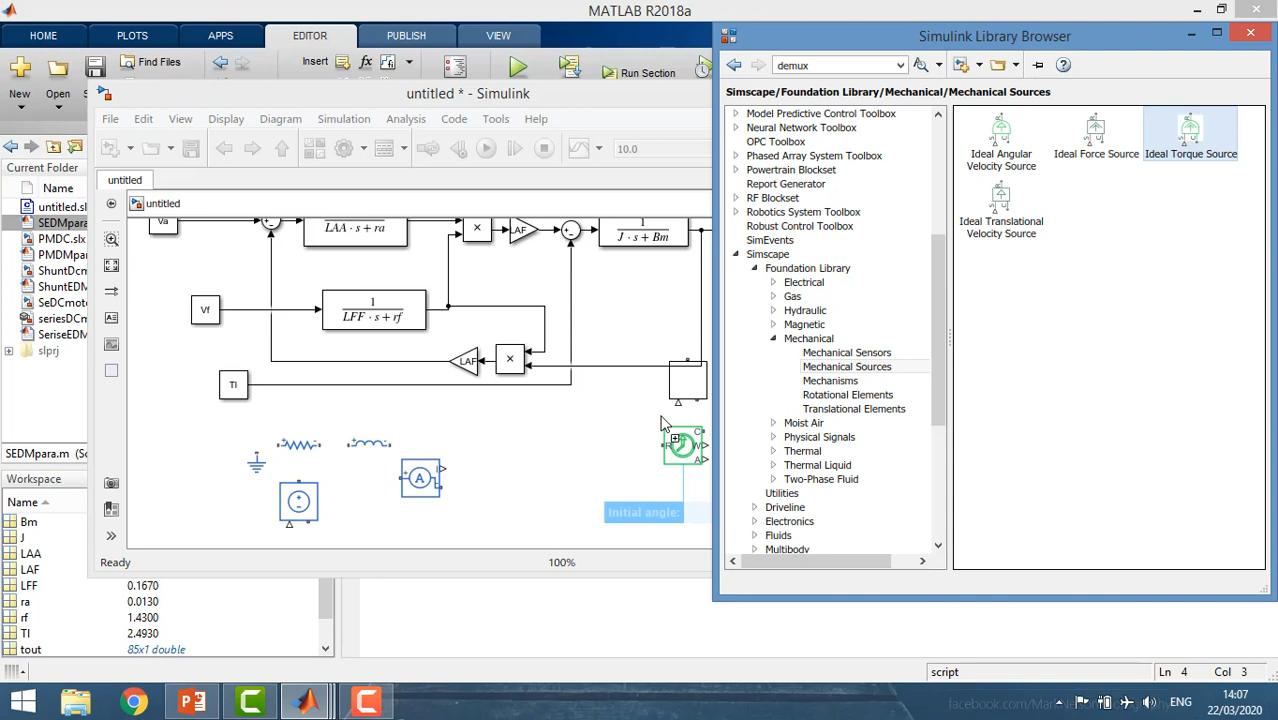 MATLAB R2018a
HOME PLOTS APPS EDITOR PUBLISH VIEW
Find Files Insert fx Run Section
New Open
Current Folder
Name
untitled.sl
SEDMpara
PMDC.slx
PMDMpar
ShuntDCm
ShuntEDM
SeDCmoto
seriesDCm
SeriseEDM
slprj
SEDMpara.m (
Workspace
Name
Bm
J
LAA
LAF
LFF 0.1670
ra 0.0130
rf 1.4300
Tl 2.4930
tout 85x1 double
untitled * - Simulink
File Edit View Display Diagram Simulation Analysis Code Tools Help
10.0
untitled
untitled
Va
LAA · s + ra
×
LAF
1
J · s + Bm
Vf
1
LFF · s + rf
LAF
×
Tl
A
I
R
C
W
A
Initial angle:
Ready 100%
Simulink Library Browser
demux
Simscape/Foundation Library/Mechanical/Mechanical Sources
Model Predictive Control Toolbox
Neural Network Toolbox
OPC Toolbox
Phased Array System Toolbox
Powertrain Blockset
Report Generator
RF Blockset
Robotics System Toolbox
Robust Control Toolbox
SimEvents
Simscape
Foundation Library
Electrical
Gas
Hydraulic
Magnetic
Mechanical
Mechanical Sensors
Mechanical Sources
Mechanisms
Rotational Elements
Translational Elements
Moist Air
Physical Signals
Thermal
Thermal Liquid
Two-Phase Fluid
Utilities
Driveline
Electronics
Fluids
Multibody
Ideal Angular
Velocity Source
Ideal Force Source
Ideal Torque Source
Ideal Translational
Velocity Source
script Ln 4 Col 3
ENG
14:07
22/03/2020